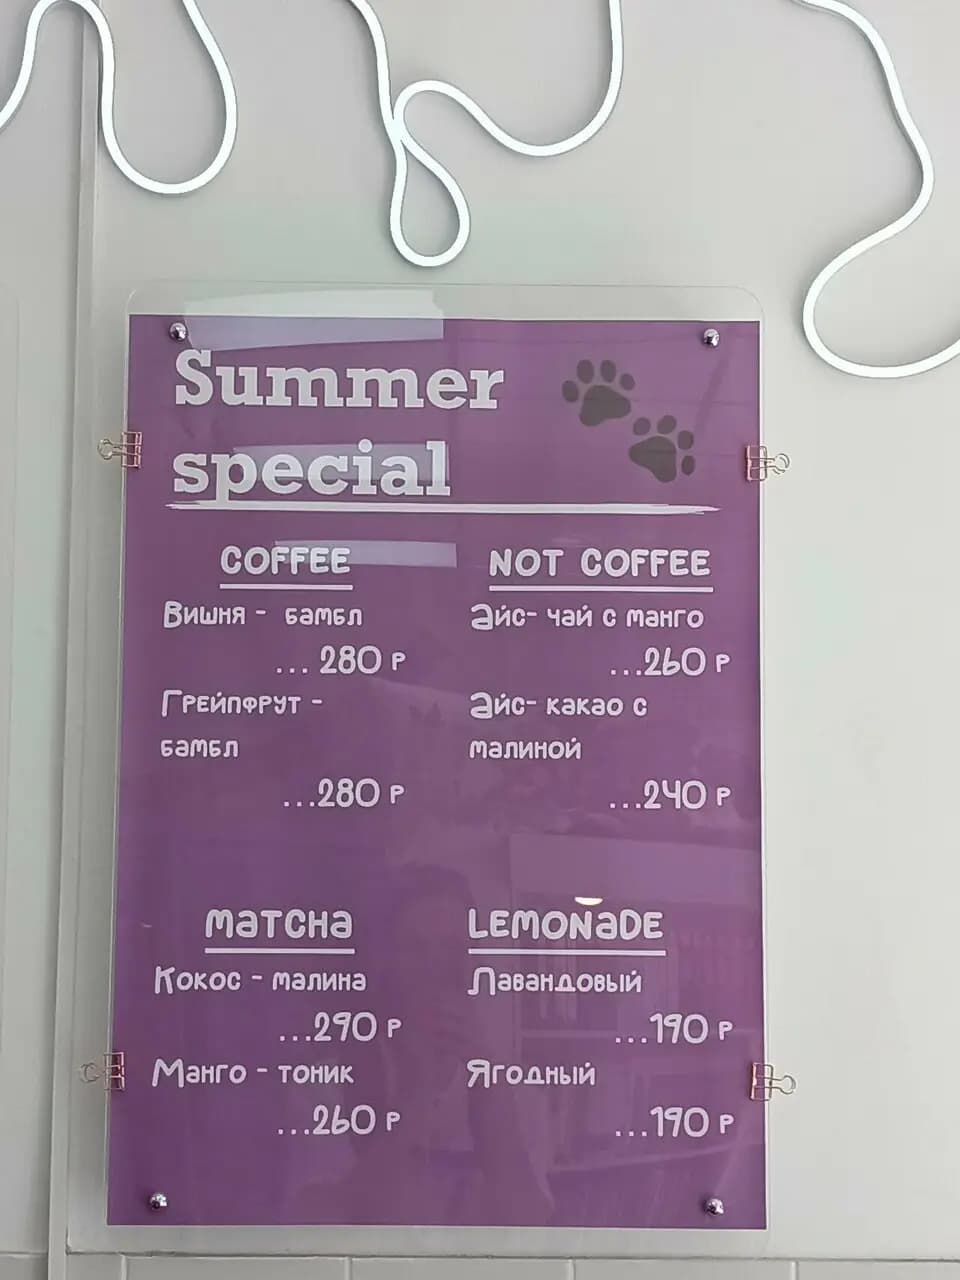 Summer
special
COFFEE
Вишня - бамбл
... 280 Р
Грейпфрут -
бамбл
...280 Р
NOT COFFEE
Айс- чай с манго
...260 Р
Айс- какао с
малиной
...240 Р
MATCHA
Кокос - малина
...290 Р
Манго - тоник
...260 Р
LEMONADE
Лавандовый
...190 Р
Ягодный
...190 Р